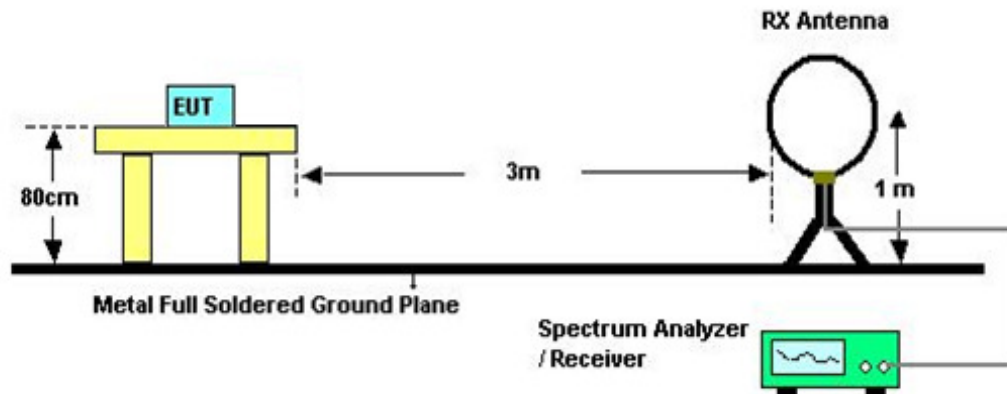 RX Antenna
EUT
80cm
3m
1 m
Metal Full Soldered Ground Plane
Spectrum Analyzer
/ Receiver